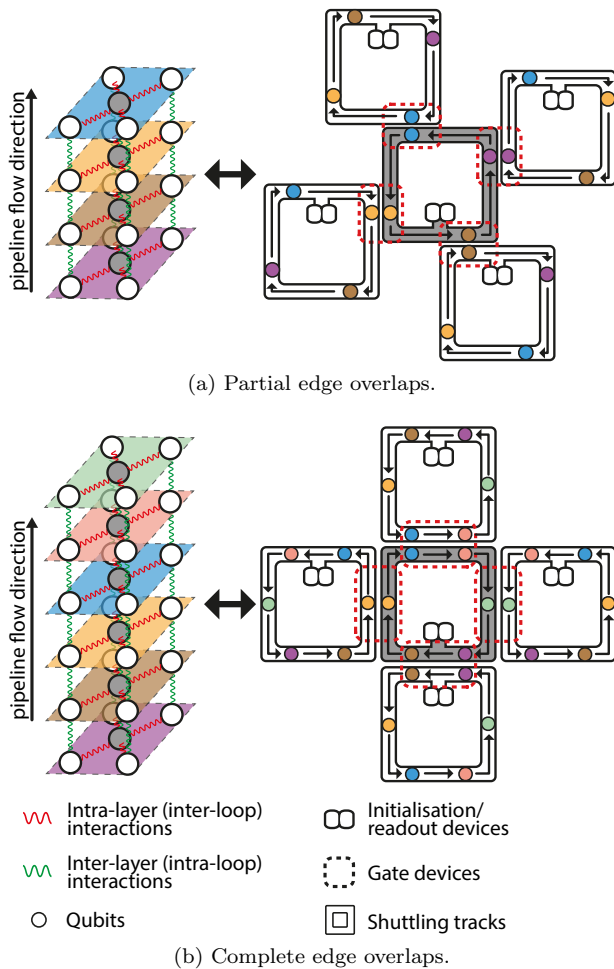 pipeline flow direction
(a) Partial edge overlaps.
pipeline flow direction
Intra-layer (inter-loop)
interactions
Initialisation/
readout devices
Inter-layer (intra-loop)
interactions
Gate devices
Qubits
Shuttling tracks
(b) Complete edge overlaps.